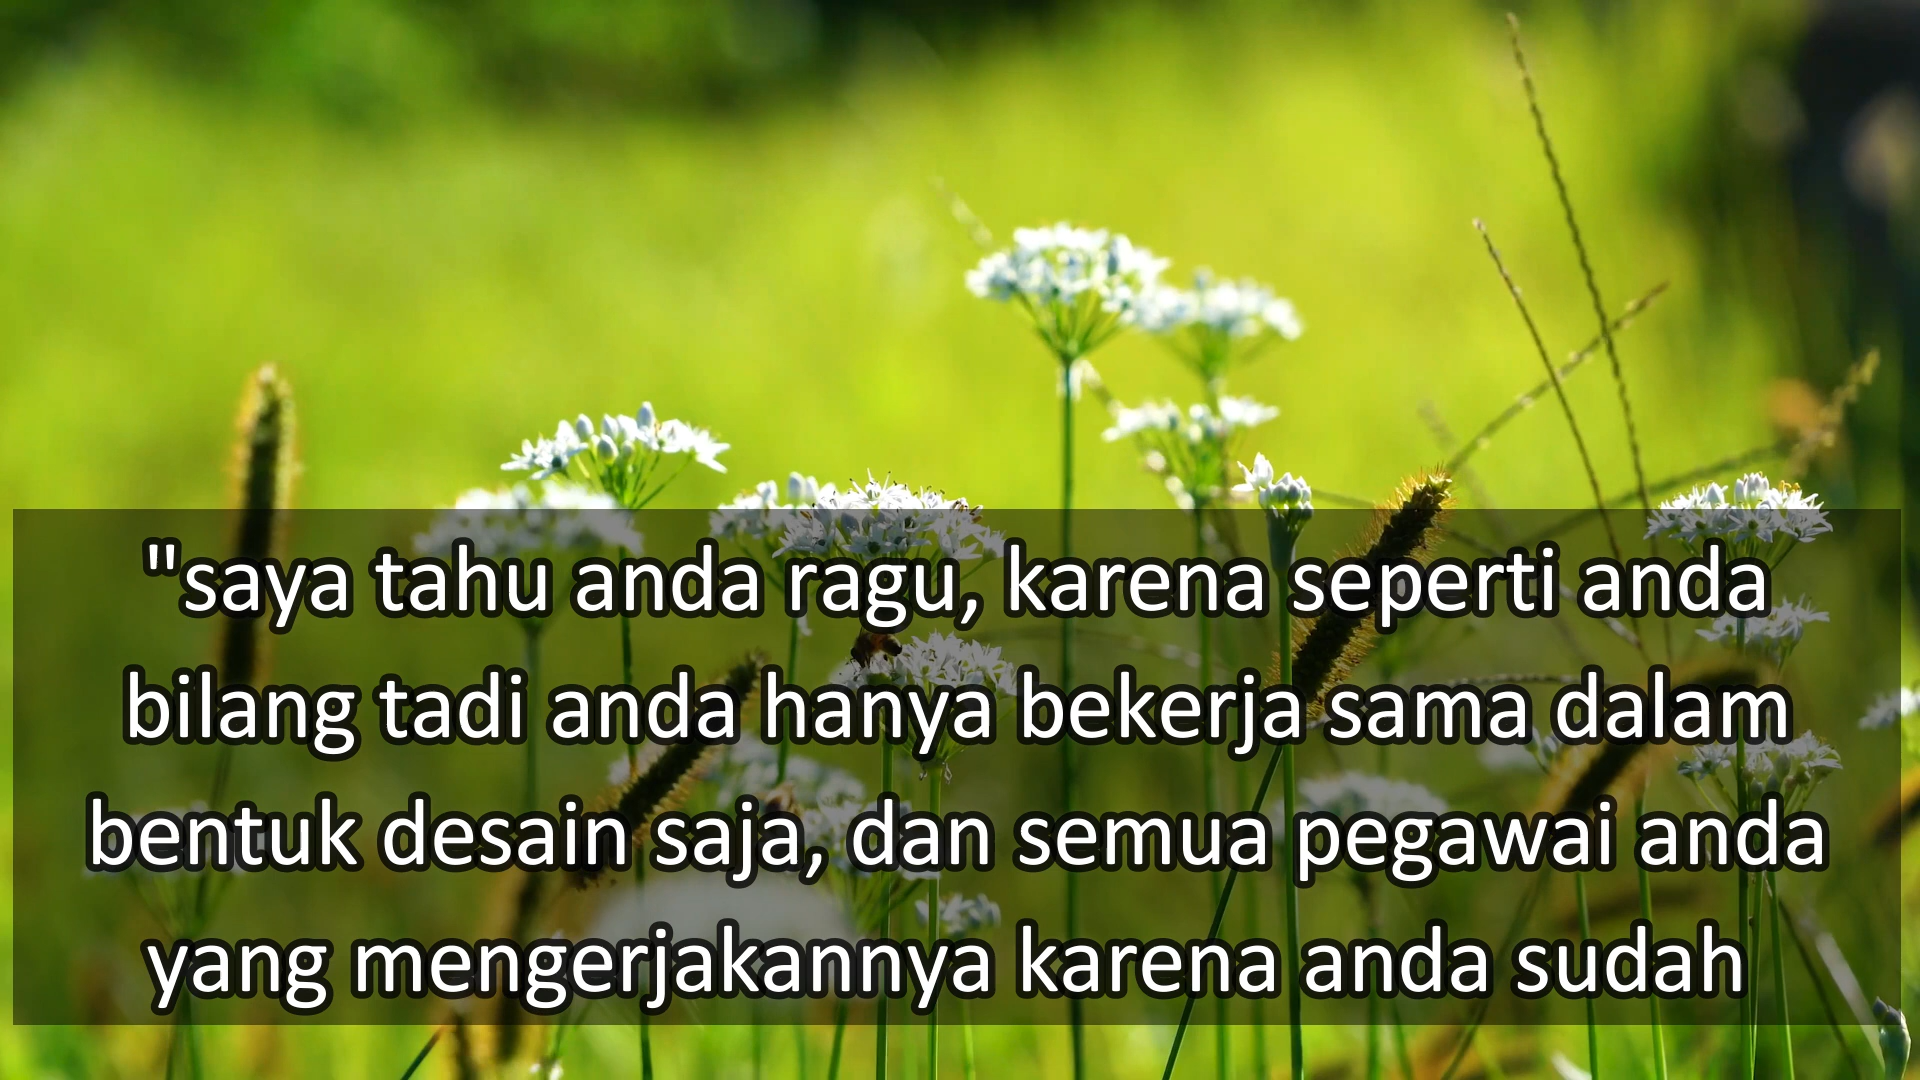 "saya tahu anda ragu, karena seperti anda
bilang tadi anda hanya bekerja sama dalam
bentuk desain saja, dan semua pegawai anda
yang mengerjakannya karena anda sudah